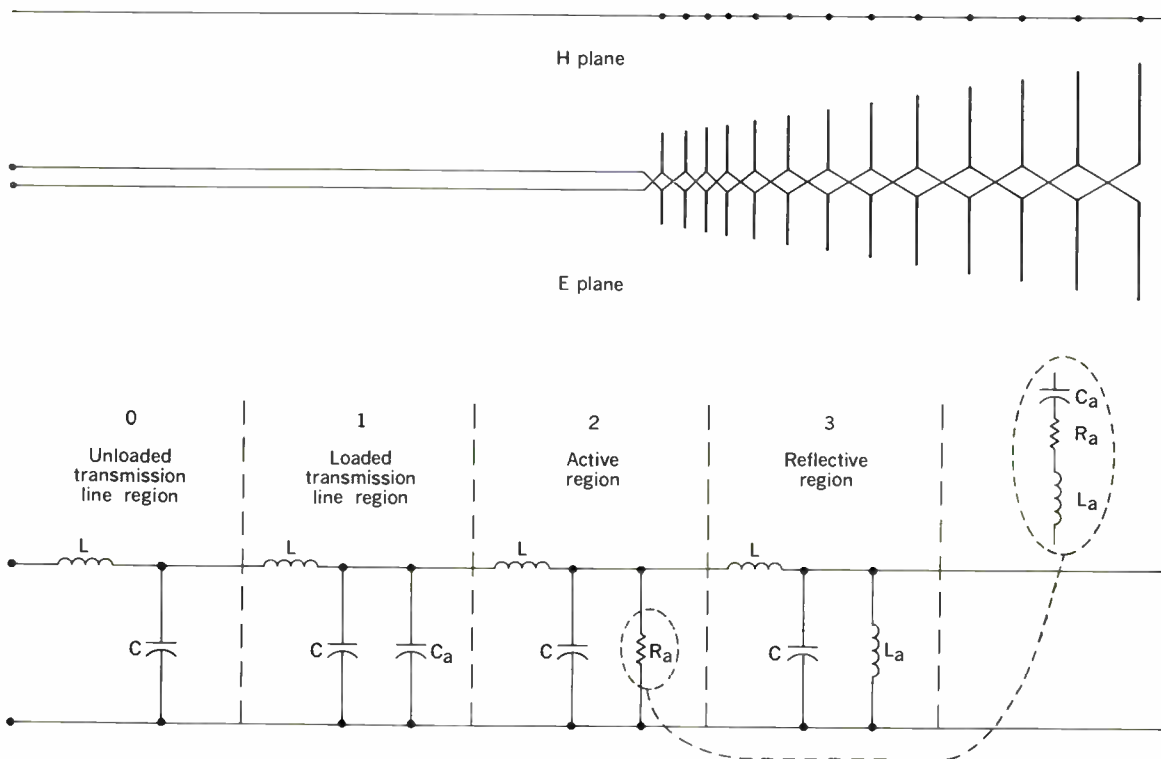 H plane
E plane
0
Unloaded
transmission
line region
1
Loaded
transmission
line region
2
Active
region
3
Reflective
region
Ca
Ra
La
L
L
L
L
C
C
Ca
C
Ra
C
La